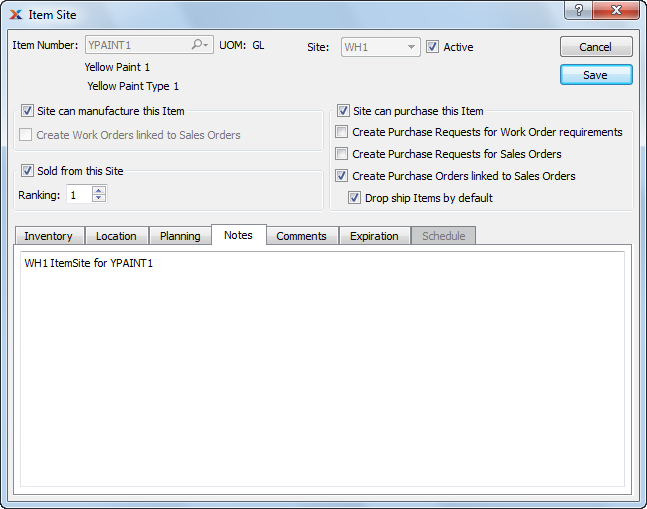 Item Site
Item Number: YPAINT1 UOM: GL Site: WH1 Active Cancel
Yellow Paint 1
Yellow Paint Type 1
Save
Site can manufacture this Item
Create Work Orders linked to Sales Orders
Sold from this Site
Ranking: 1
Site can purchase this Item
Create Purchase Requests for Work Order requirements
Create Purchase Requests for Sales Orders
Create Purchase Orders linked to Sales Orders
Drop ship Items by default
Inventory Location Planning Notes Comments Expiration Schedule
WH1 ItemSite for YPAINT1